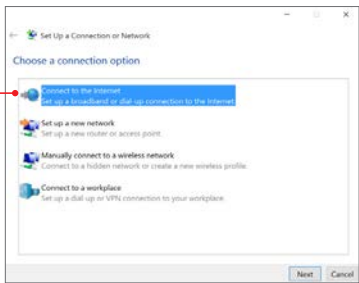 Set Up a Connection or Network
Choose a connection option
Connect to the Internet
Set up a broadband or dial-up connection to the Internet.
Set up a new network
Set up a new router or access point.
Manually connect to a wireless network
Connect to a hidden network or create a new wireless profile.
Connect to a workplace
Set up a dial-up or VPN connection to your workplace.
Next Cancel